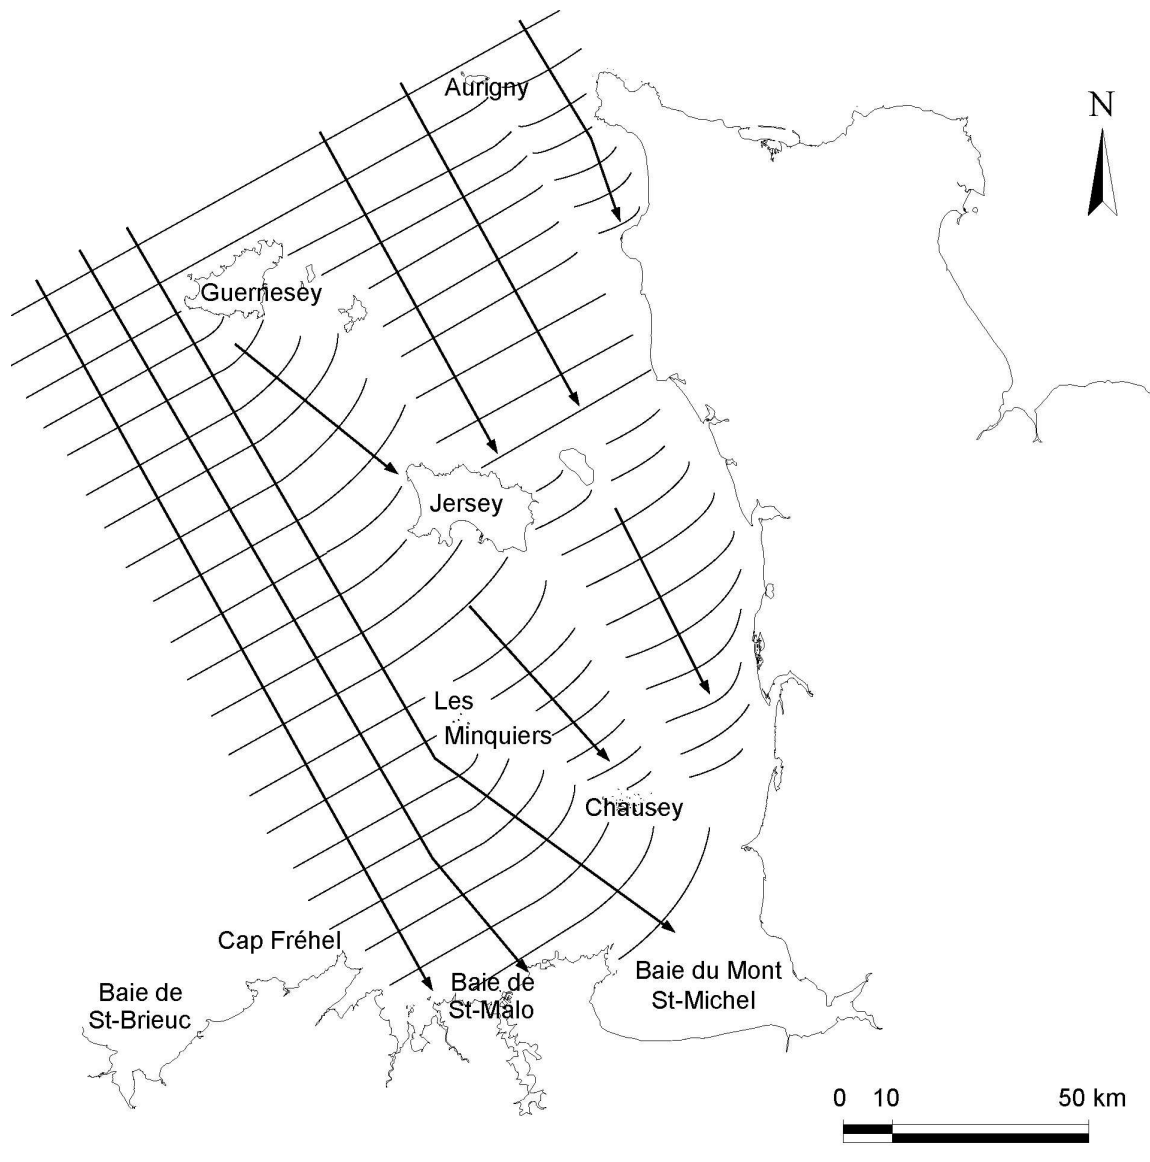 Aurigny
N
Guernesey
Jersey
Les
Minquiers
Chausey
Cap Fréhel
Baie du Mont
St-Michel
Baie de
St-Malo
Baie de
St-Brieuc
0 10 50 km